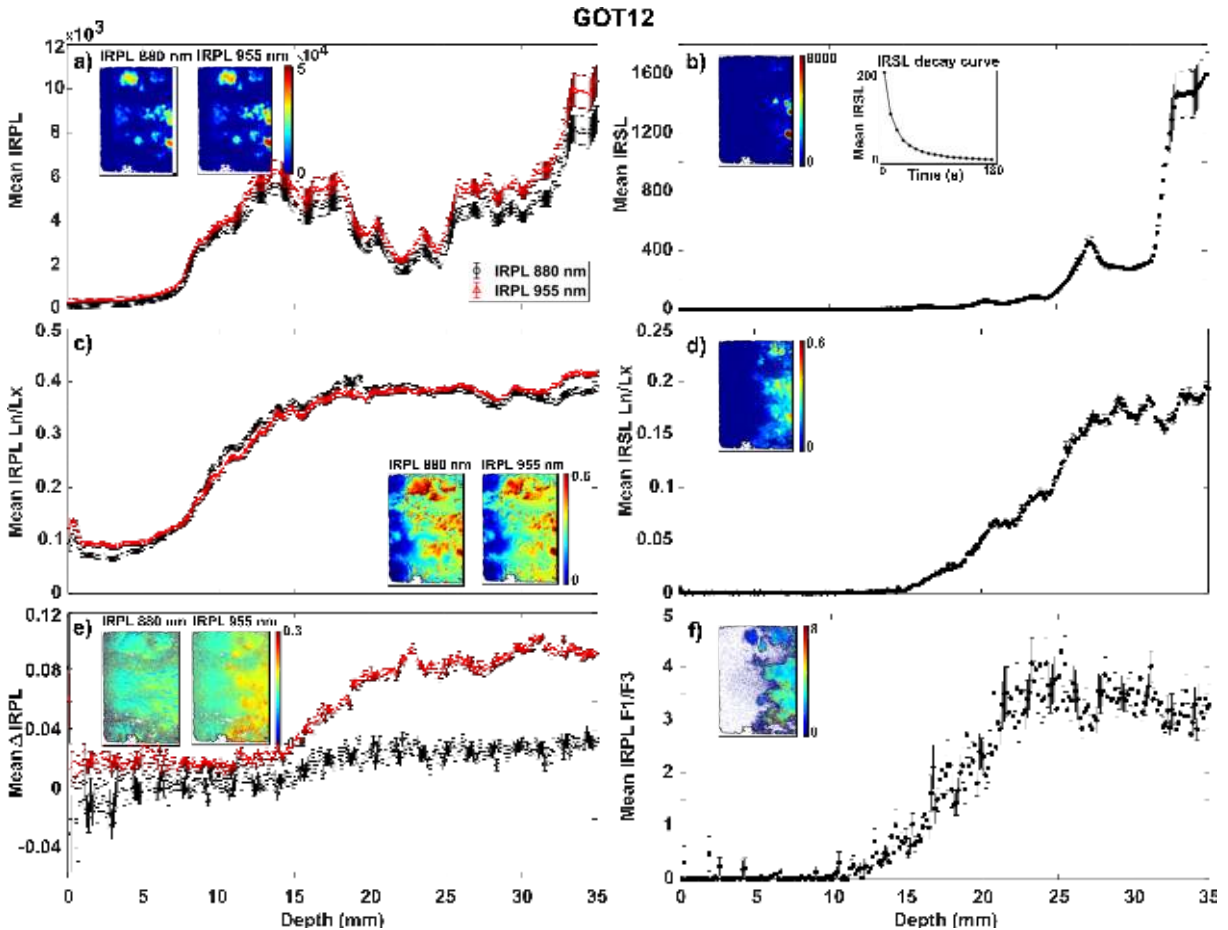 GOT12
×10³
a)
IRPL 880 nm
IRPL 955 nm
×10⁴
5
0
12
10
8
6
4
2
0
Mean IRPL
IRPL 880 nm
IRPL 955 nm
b)
8000
0
IRSL decay curve
200
0
Mean IRSL
0
180
Time (s)
1600
1200
800
400
0
Mean IRSL
c)
0.4
0.3
0.2
0.1
0
Mean IRPL Ln/Lx
IRPL 880 nm
IRPL 955 nm
0.6
0
d)
0.6
0
0.25
0.2
0.15
0.1
0.05
0
Mean IRSL Ln/Lx
e)
IRPL 880 nm
IRPL 955 nm
0.3
0.12
0.08
0.04
0
-0.04
Mean Δ IRPL
0 5 10 15 20 25 30 35
Depth (mm)
f)
8
0
5
4
3
2
1
0
Mean IRPL F1/F3
0 5 10 15 20 25 30 35
Depth (mm)